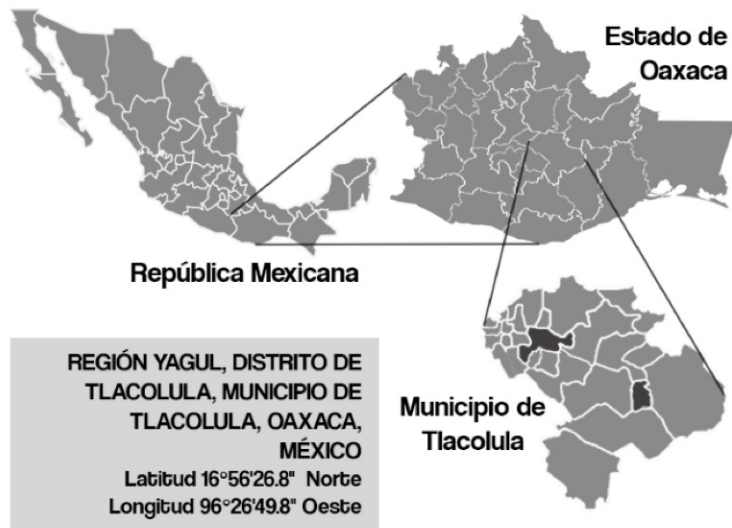 Estado de
Oaxaca
República Mexicana
Municipio de
Tlacolula
REGIÓN YAGUL, DISTRITO DE
TLACOLULA, MUNICIPIO DE
TLACOLULA, OAXACA,
MÉXICO
Latitud 16°56'26.8" Norte
Longitud 96°26'49.8" Oeste